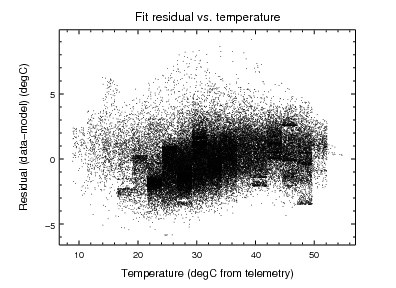 Fit residual vs. temperature
Residual (data−model) (degC)
5
0
−5
10 20 30 40 50
Temperature (degC from telemetry)